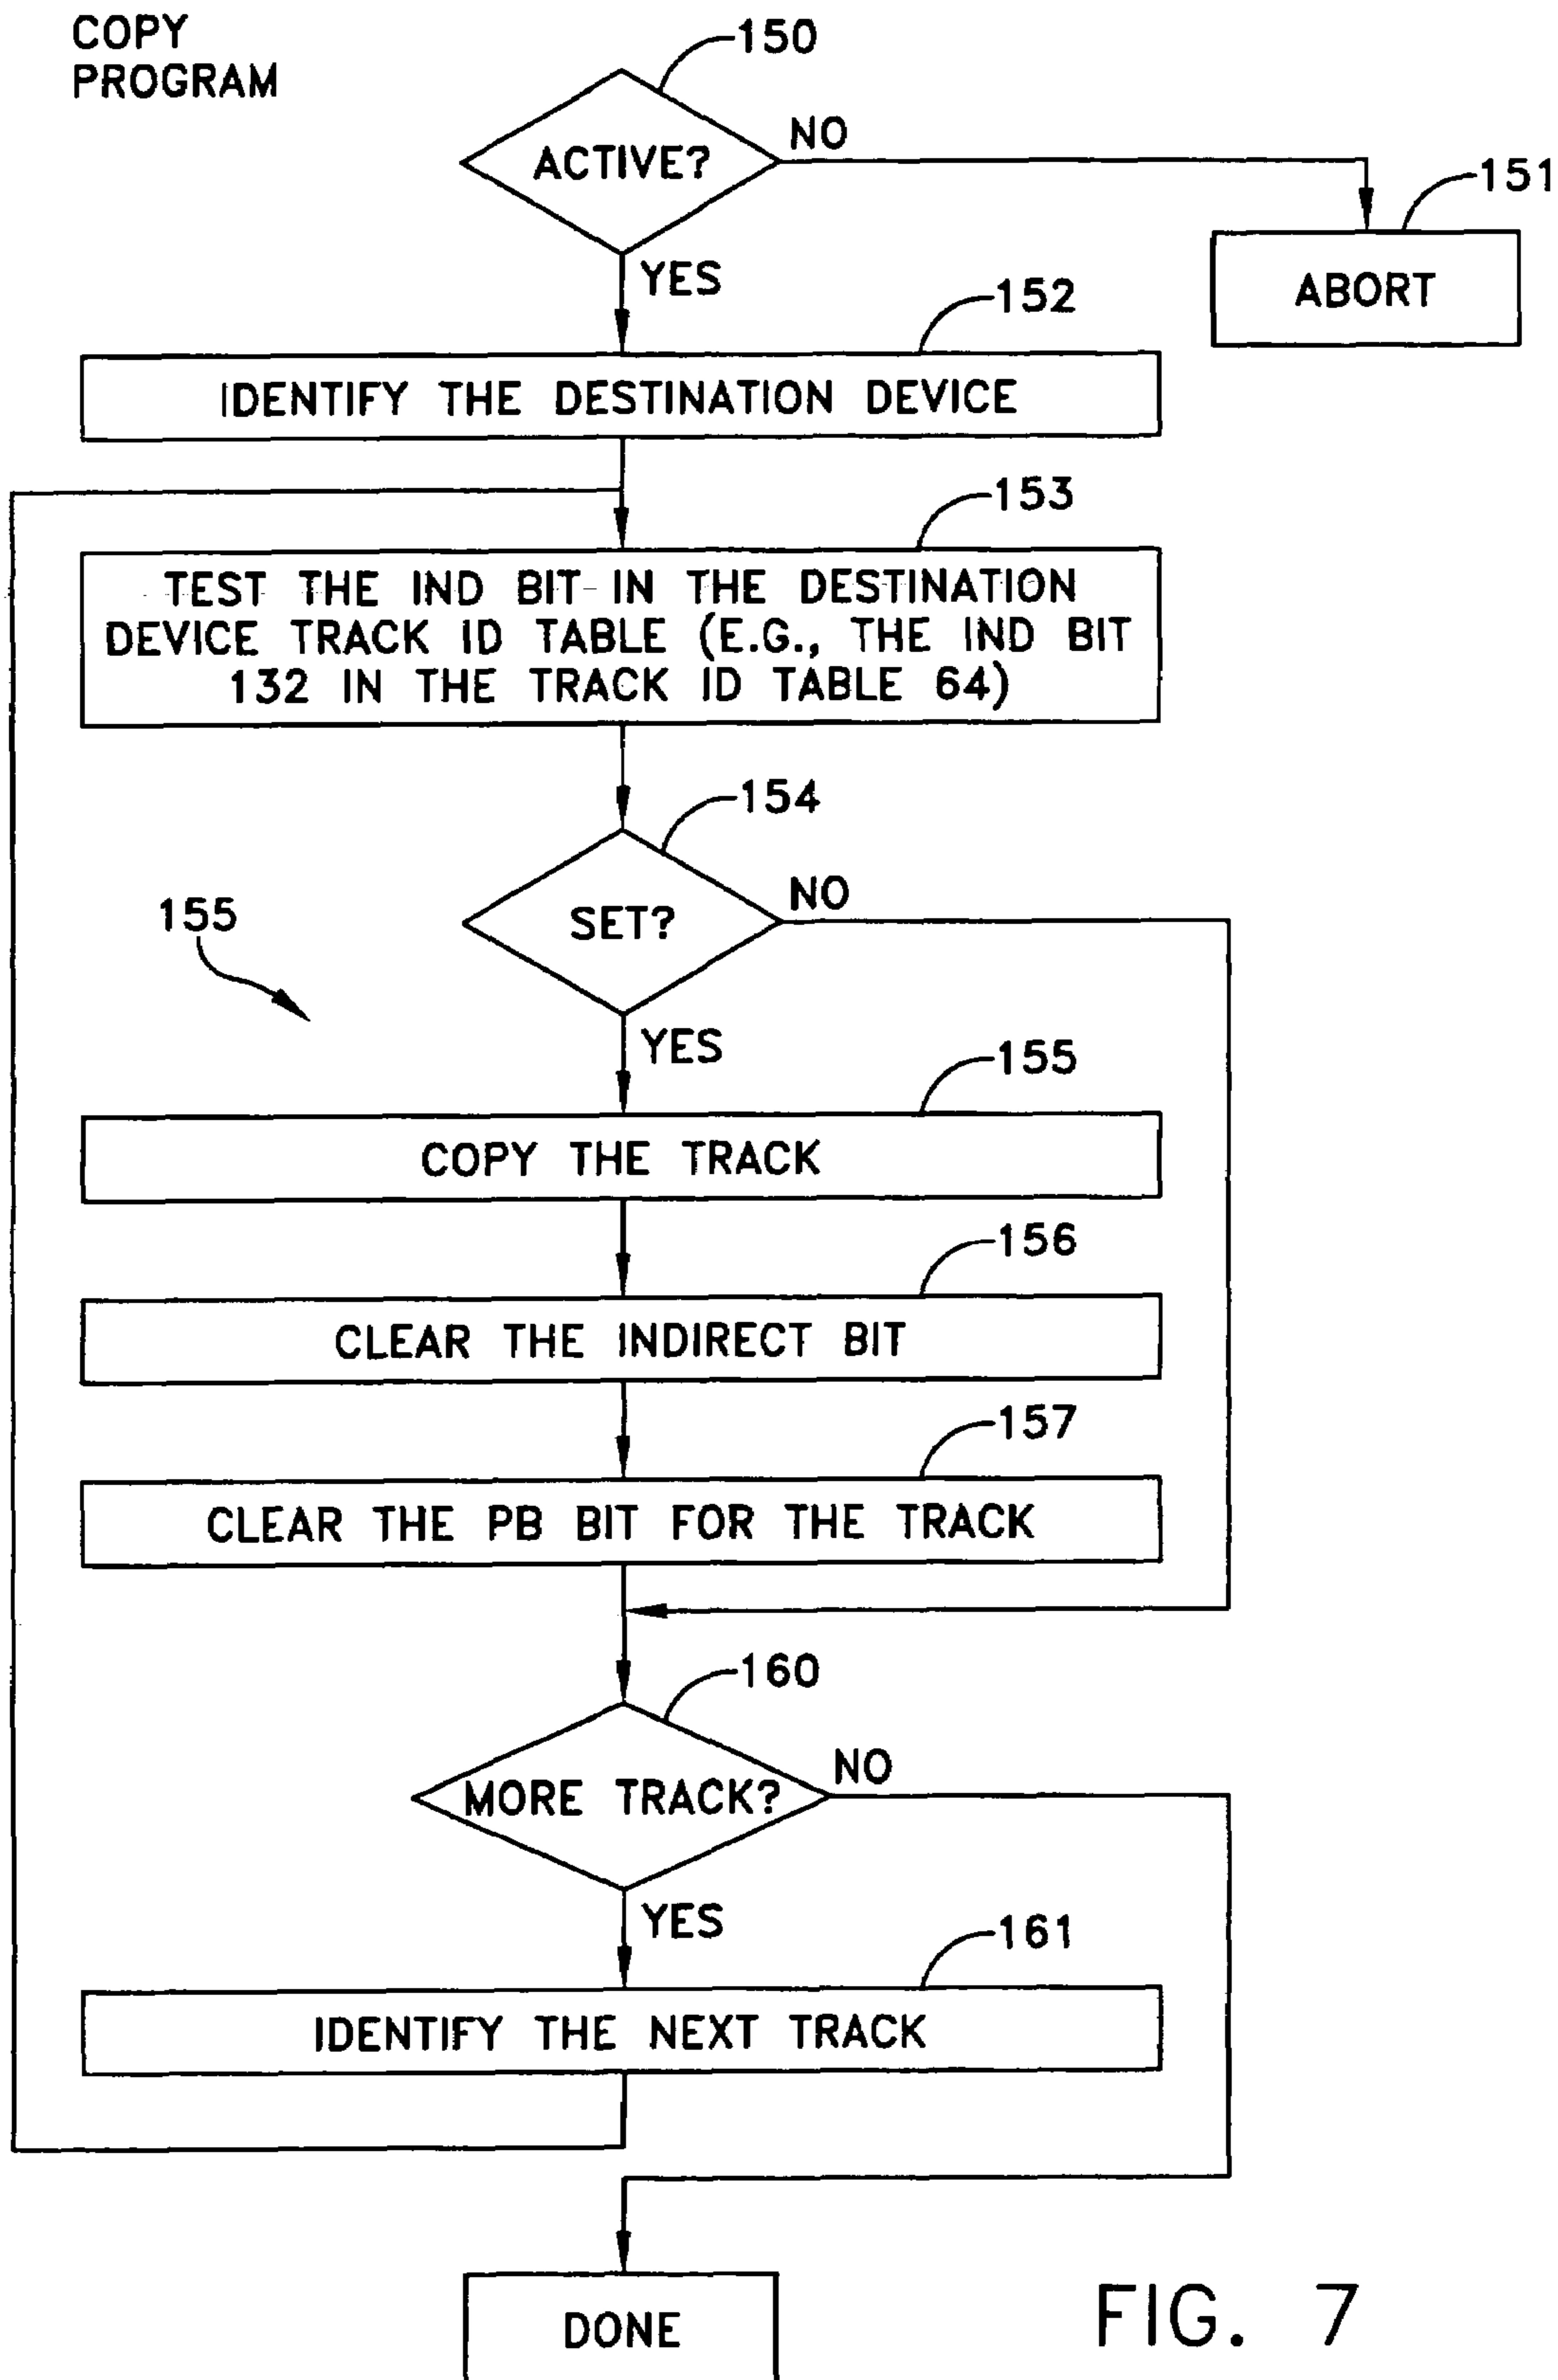 COPY
PROGRAM
150
ACTIVE?
NO
151
ABORT
YES
152
IDENTIFY THE DESTINATION DEVICE
153
TEST THE IND BIT IN THE DESTINATION
DEVICE TRACK ID TABLE (E.G., THE IND BIT
132 IN THE TRACK ID TABLE 64)
154
SET?
NO
155
YES
155
COPY THE TRACK
156
CLEAR THE INDIRECT BIT
157
CLEAR THE PB BIT FOR THE TRACK
160
MORE TRACK?
NO
YES
161
IDENTIFY THE NEXT TRACK
DONE
FIG. 7